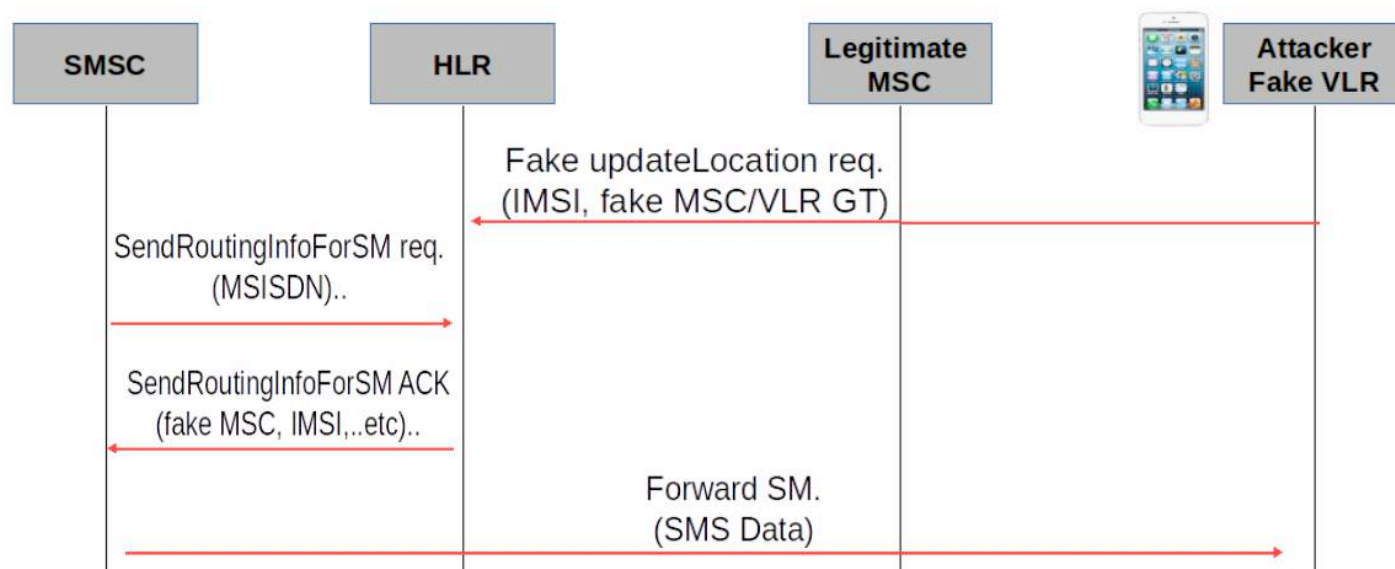 SMSC
HLR
Legitimate
MSC
Attacker
Fake VLR
Fake updateLocation req.
(IMSI, fake MSC/VLR GT)
SendRoutingInfoForSM req.
(MSISDN)..
SendRoutingInfoForSM ACK
(fake MSC, IMSI,..etc)..
Forward SM.
(SMS Data)